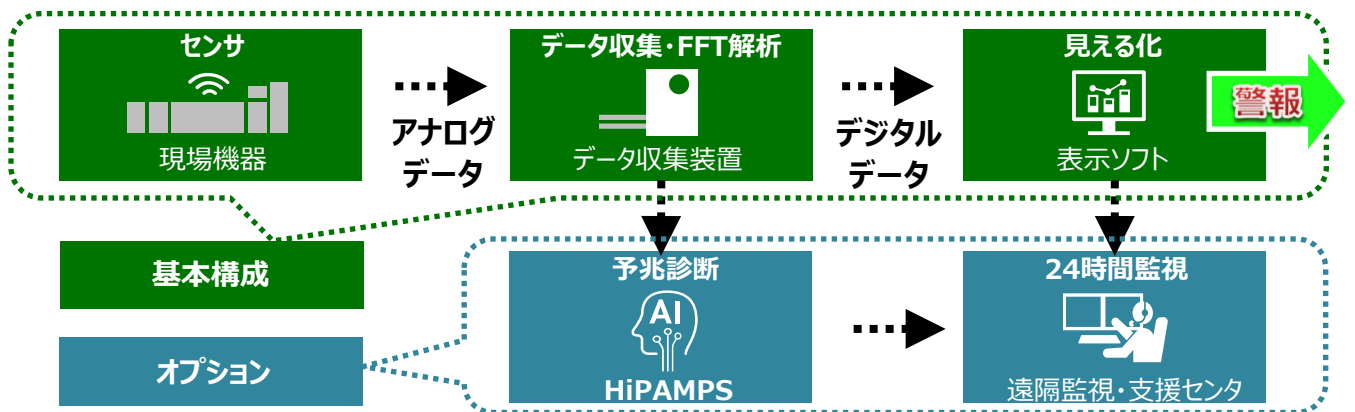 センサ
現場機器
アナログ
データ
データ収集・FFT解析
データ収集装置
デジタル
データ
見える化
表示ソフト
警報
基本構成
オプション
予兆診断
AI
HiPAMPS
24時間監視
遠隔監視・支援センタ